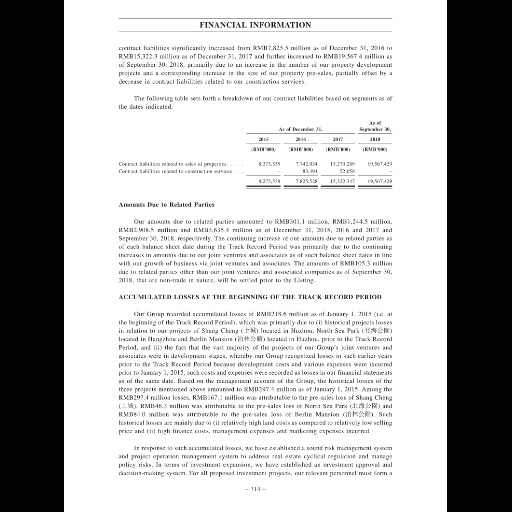 FINANCIAL INFORMATION
contract liabilities significantly increased from RMB7,825.5 million as of December 31, 2016 to
RMB15,322.3 million as of December 31, 2017 and further increased to RMB19,567.4 million as
of September 30, 2018, primarily due to an increase in the number of our property development
projects and a corresponding increase in the size of our property pre-sales, partially offset by a
decrease in contract liabilities related to our construction services.
The following table sets forth a breakdown of our contract liabilities based on segments as of
the dates indicated.
As of December 31, As of September 30,
2015 2016 2017 2018
(RMB'000) (RMB'000) (RMB'000) (RMB'000)
Contract liabilities related to sales of properties. . . . . 8,273,539 7,742,034 15,270,289 19,567,429
Contract liabilities related to construction services . . . – 83,494 52,058 –
8,273,539 7,825,528 15,322,347 19,567,429
Amounts Due to Related Parties
Our amounts due to related parties amounted to RMB301.1 million, RMB1,244.5 million,
RMB2,908.5 million and RMB3,635.4 million as of December 31, 2015, 2016 and 2017 and
September 30, 2018, respectively. The continuing increase of our amounts due to related parties as
of each balance sheet date during the Track Record Period was primarily due to the continuing
increases in amounts due to our joint ventures and associates as of such balance sheet dates in line
with our growth of business via joint ventures and associates. The amounts of RMB105.3 million
due to related parties other than our joint ventures and associated companies as of September 30,
2018, that are non-trade in nature, will be settled prior to the Listing.
ACCUMULATED LOSSES AT THE BEGINNING OF THE TRACK RECORD PERIOD
Our Group recorded accumulated losses of RMB218.6 million as of January 1, 2015 (i.e. at
the beginning of the Track Record Period), which was primarily due to (i) historical projects losses
in relation to our projects of Shang Cheng (上城) located in Huzhou, North Sea Park (北海公園)
located in Hangzhou and Berlin Mansion (泊林公館) located in Huzhou, prior to the Track Record
Period, and (ii) the fact that the vast majority of the projects of our Group's joint ventures and
associates were in development stages, whereby our Group recognized losses in such earlier years
prior to the Track Record Period because development costs and various expenses were incurred
prior to January 1, 2015, such costs and expenses were recorded as losses in our financial statements
as of the same date. Based on the management account of the Group, the historical losses of the
three projects mentioned above amounted to RMB297.4 million as of January 1, 2015. Among the
RMB297.4 million losses, RMB167.1 million was attributable to the pre-sales loss of Shang Cheng
(上城), RMB46.3 million was attributable to the pre-sales loss of North Sea Park (北海公園) and
RMB84.0 million was attributable to the pre-sales loss of Berlin Mansion (泊林公館). Such
historical losses are mainly due to (i) relatively high land costs as compared to relatively low selling
price and (ii) high finance costs, management expenses and marketing expenses incurred.
In response to such accumulated losses, we have established a sound risk management system
and project operation management system to address real estate cyclical regulation and manage
policy risks. In terms of investment expansion, we have established an investment approval and
decision-making system. For all proposed investment projects, our relevant personnel must form a
– 314 –